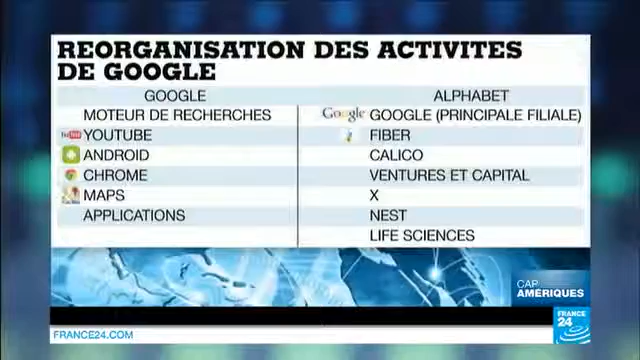 REORGANISATION DES ACTIVITES
DE GOOGLE
GOOGLE ALPHABET
MOTEUR DE RECHERCHES Google GOOGLE (PRINCIPALE FILIALE)
YouTube YOUTUBE FIBER
ANDROID CALICO
CHROME VENTURES ET CAPITAL
MAPS X
APPLICATIONS NEST
LIFE SCIENCES
CAP
AMÉRIQUES
FRANCE24.COM
FRANCE
24